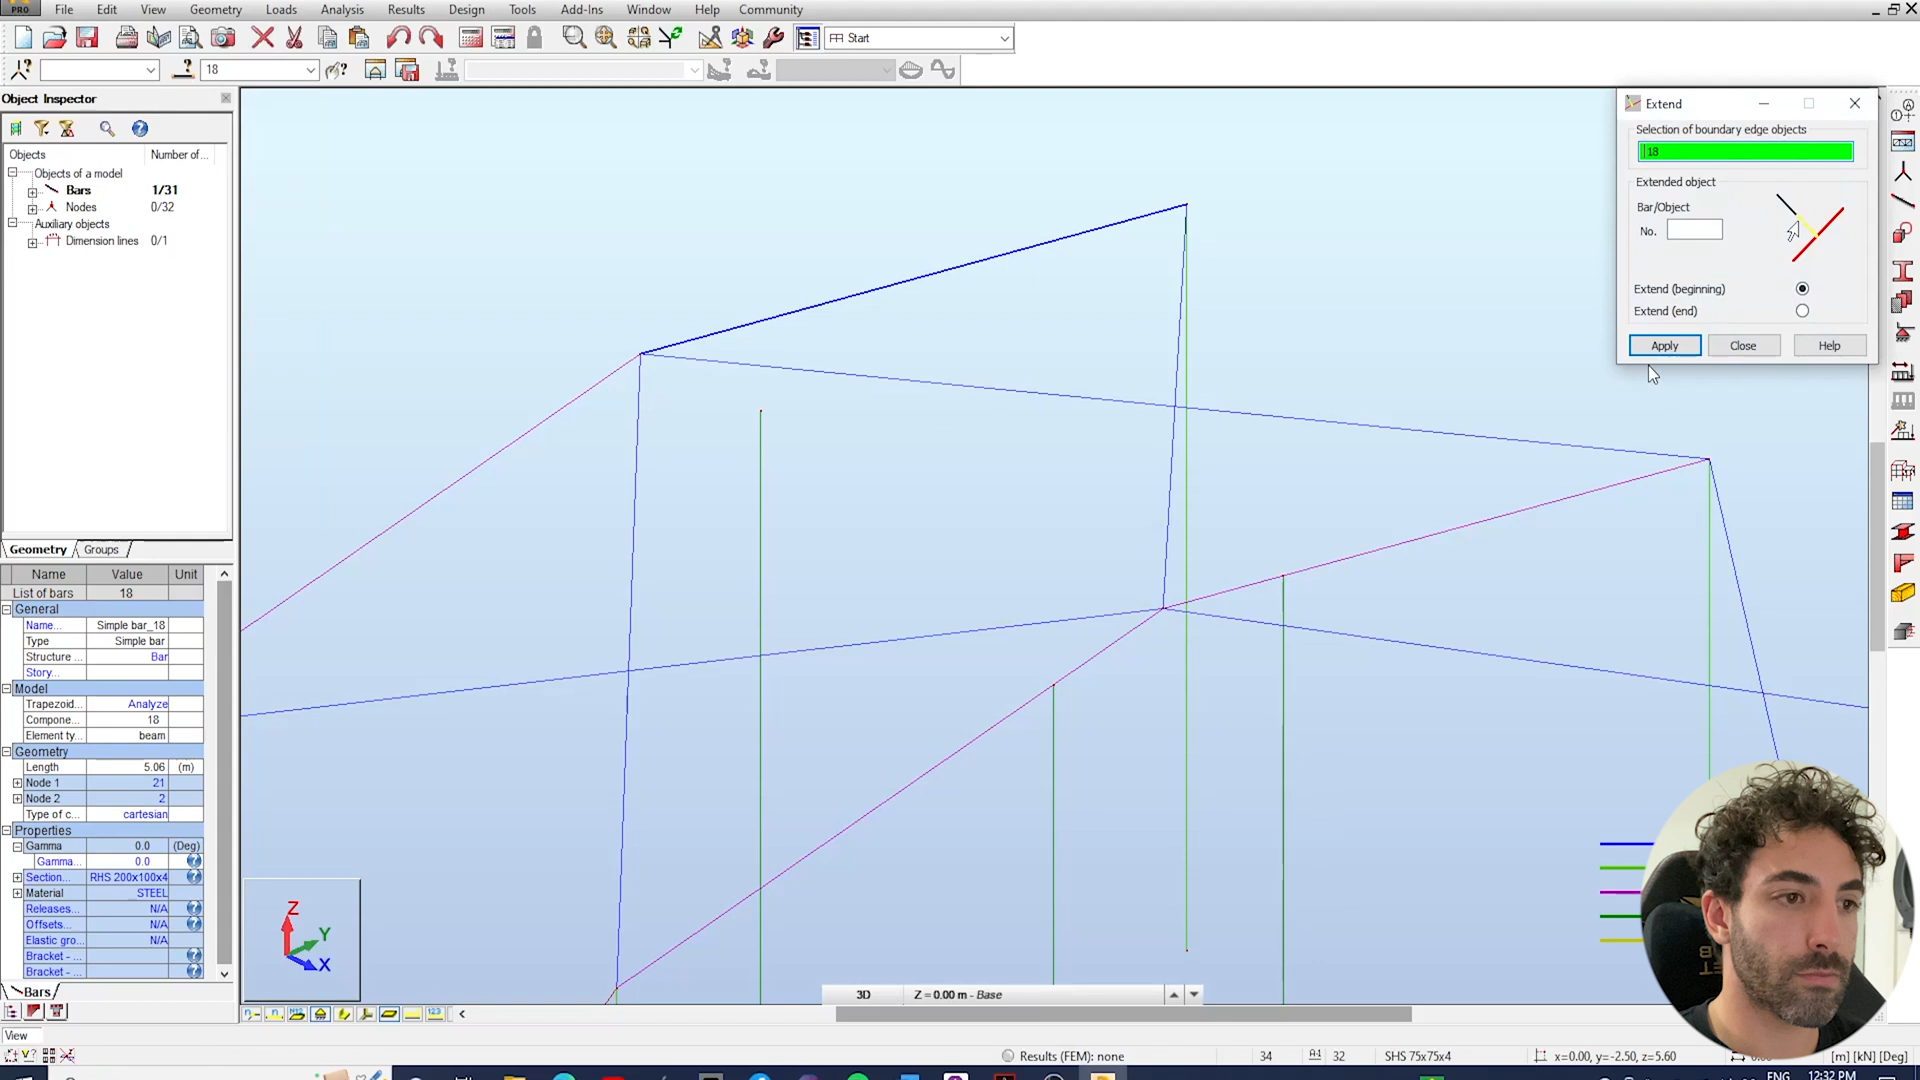 PRO File Edit View Geometry Loads Analysis Results Design Tools Add-Ins Window Help Community
Start
18
Object Inspector
Objects Number of...
Objects of a model
Bars 1/31
Nodes 0/32
Auxiliary objects
Dimension lines 0/1
Geometry Groups
Name Value Unit
List of bars 18
General
Name... Simple bar_18
Type Simple bar
Structure ... Bar
Story...
Model
Trapezoid... Analyze
Compone... 18
Element ty... beam
Geometry
Length 5.06 (m)
Node 1 21
Node 2 2
Type of c... cartesian
Properties
Gamma 0.0 (Deg)
Gamma... 0.0
Section... RHS 200x100x4
Material STEEL
Releases... N/A
Offsets... N/A
Elastic gro... N/A
Bracket - ...
Bracket - ...
Bars
View
Extend
Selection of boundary edge objects
18
Extended object
Bar/Object
No.
Extend (beginning)
Extend (end)
Apply Close Help
Z
Y
X
3D Z = 0.00 m - Base
Results (FEM): none 34 32 SHS 75x75x4 x=0.00, y=-2.50, z=5.60 [m] [kN] [Deg]
ENG 12:32 PM